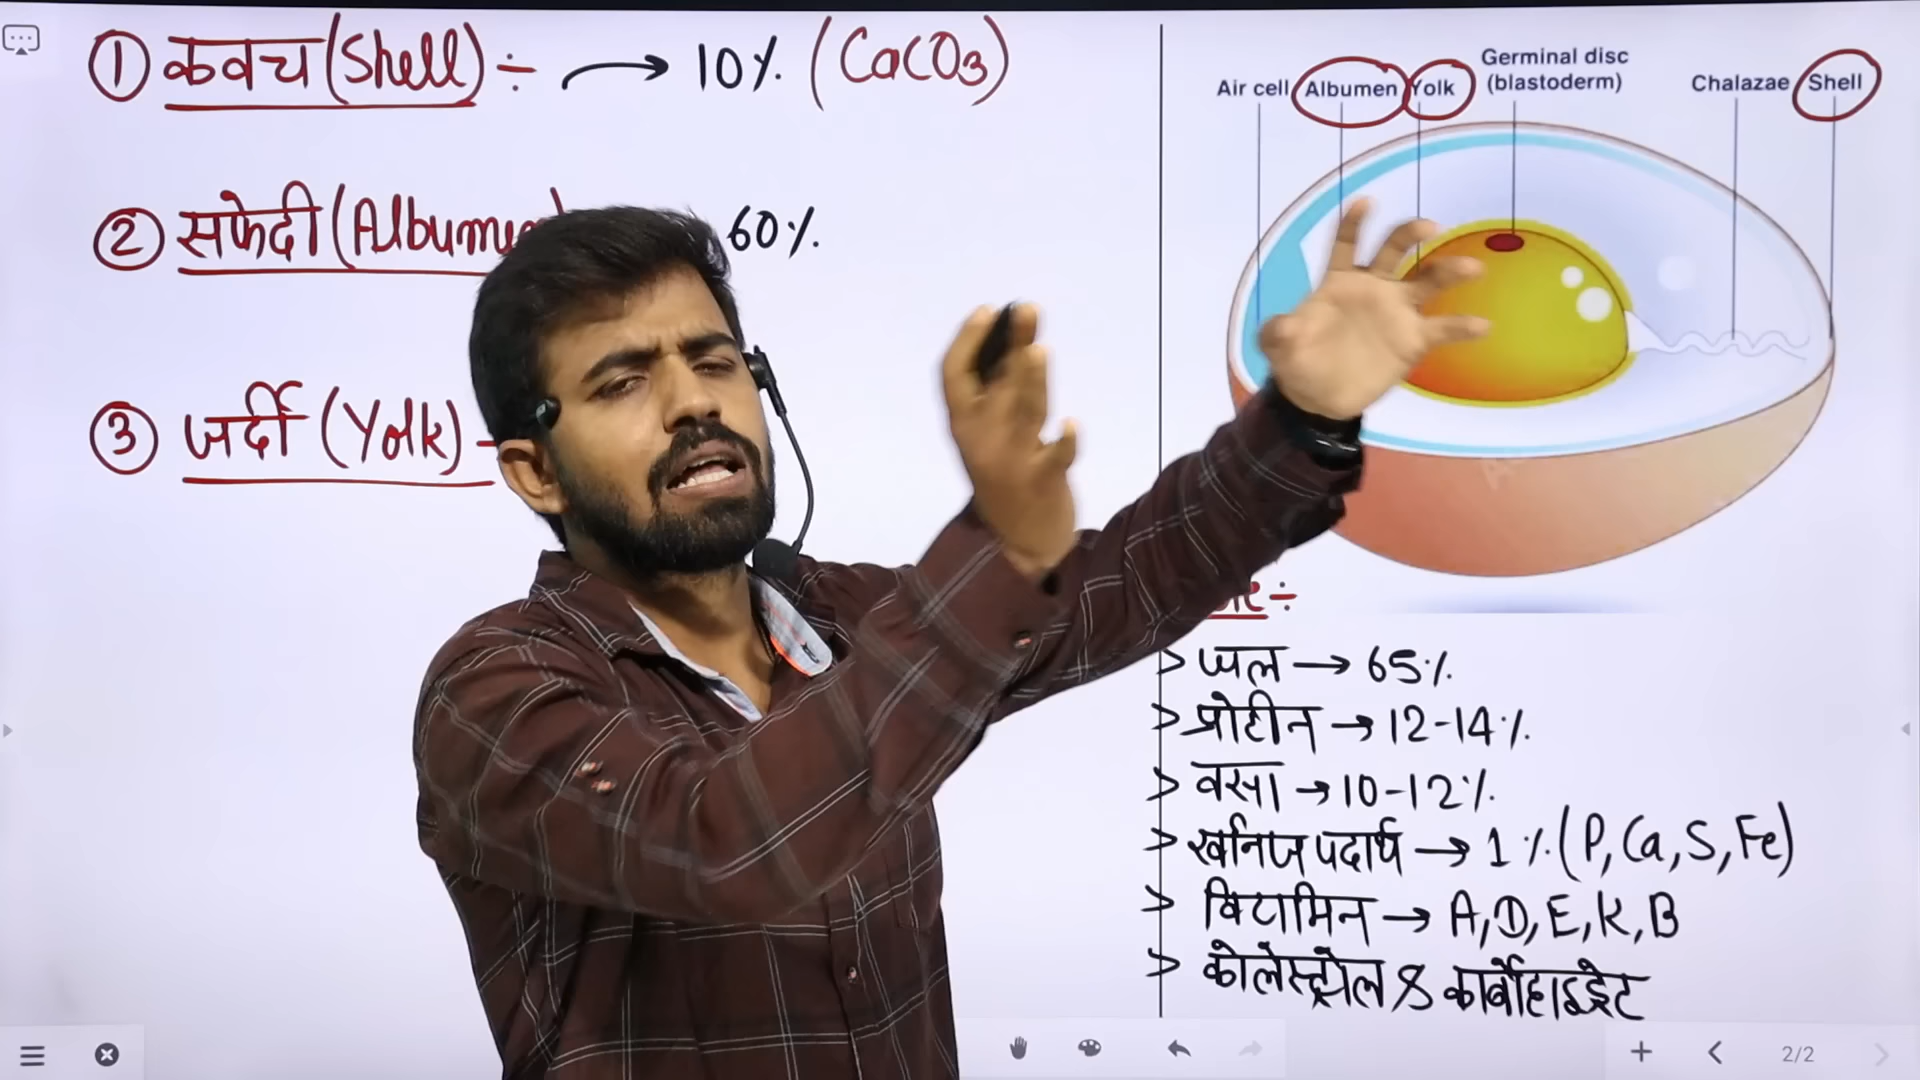 ① कवच (Shell) ÷ → 10% (CaCO3)
② सफेदी (Albumen) 60%
③ जर्दी (Yolk) -
Air cell Albumen Yolk Germinal disc (blastoderm) Chalazae Shell
> जल → 65%
> प्रोटीन → 12-14%
> वसा → 10-12%
> खनिज पदार्थ → 1% (P, Ca, S, Fe)
> विटामिन → A, D, E, K, B
> कोलेस्ट्रोल & कार्बोहाइड्रेट
2/2